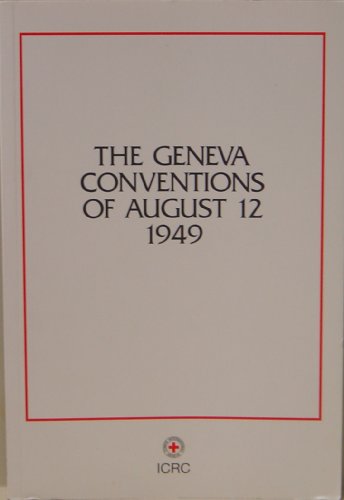 THE GENEVA
CONVENTIONS
OF AUGUST 12
1949
ICRC